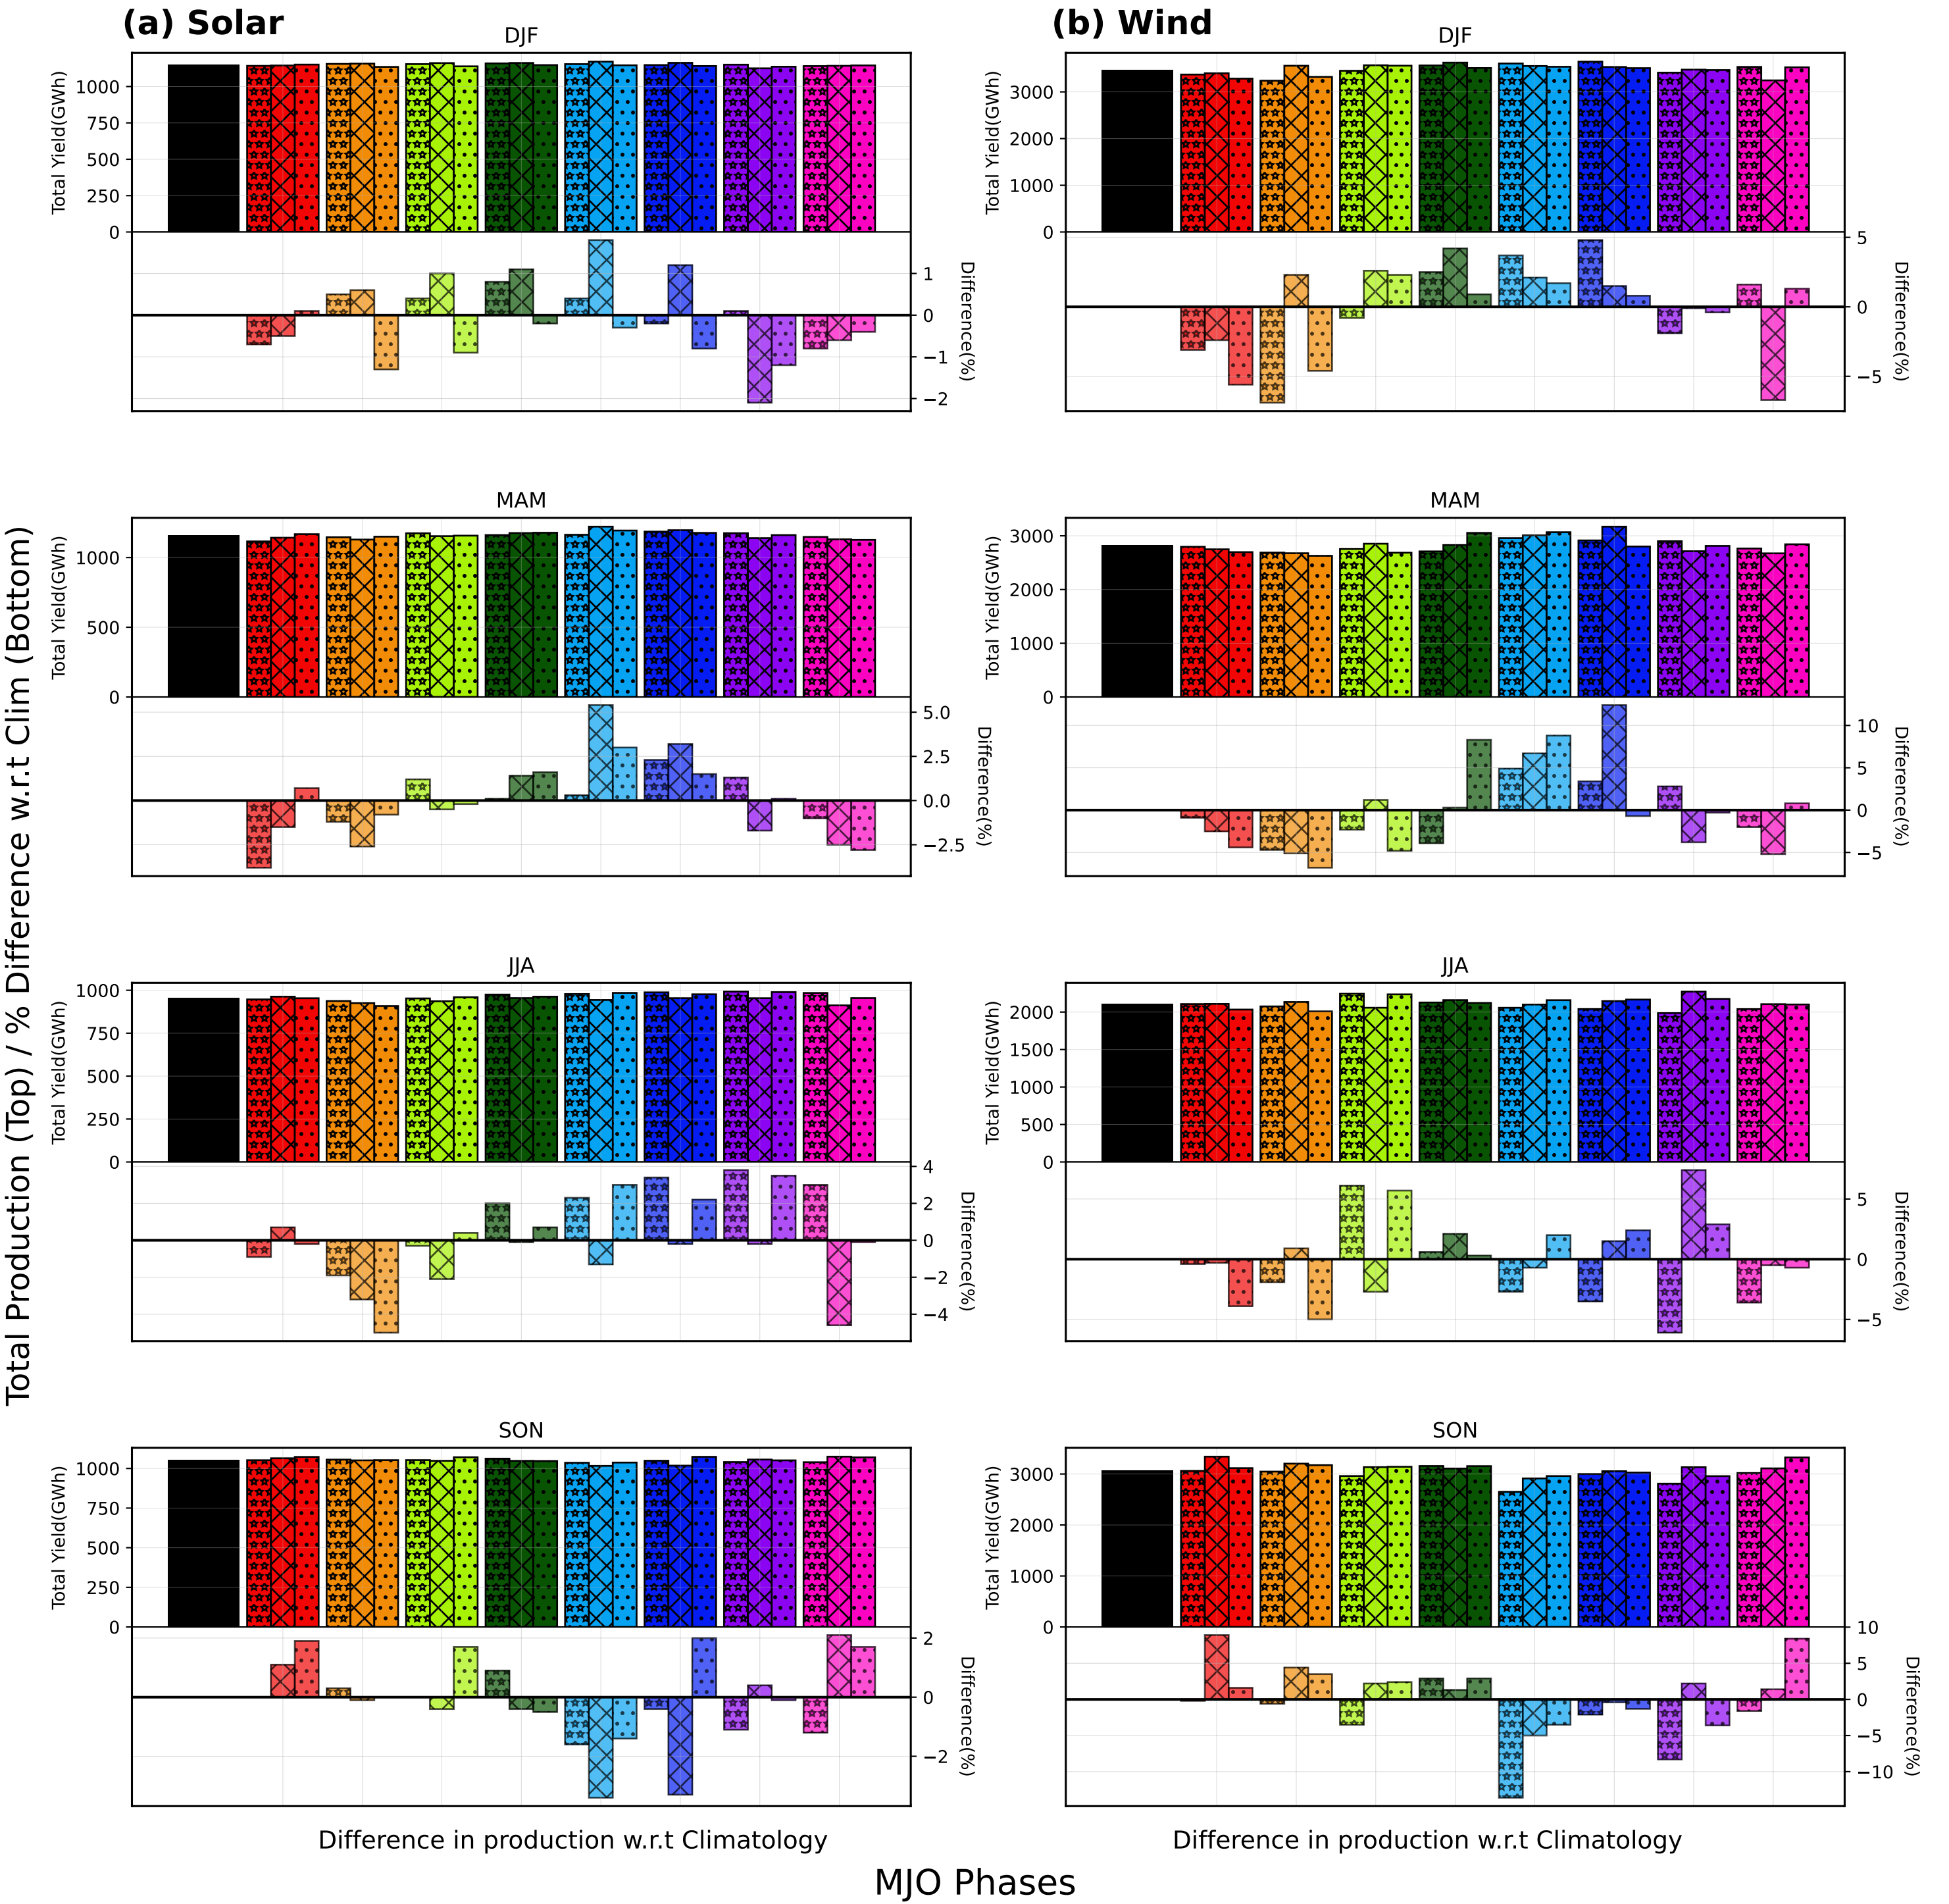 (a) Solar
(b) Wind
Total Production (Top) / % Difference w.r.t Clim (Bottom)
DJF
Total Yield(GWh)
1000
750
500
250
0
1
0
−1
−2
Difference(%)
DJF
Total Yield(GWh)
3000
2000
1000
0
5
0
−5
Difference(%)
MAM
Total Yield(GWh)
1000
500
0
5.0
2.5
0.0
−2.5
Difference(%)
MAM
Total Yield(GWh)
3000
2000
1000
0
10
5
0
−5
Difference(%)
JJA
Total Yield(GWh)
1000
750
500
250
0
4
2
0
−2
−4
Difference(%)
JJA
Total Yield(GWh)
2000
1500
1000
500
0
5
0
−5
Difference(%)
SON
Total Yield(GWh)
1000
750
500
250
0
2
0
−2
Difference(%)
SON
Total Yield(GWh)
3000
2000
1000
0
10
5
0
−5
−10
Difference(%)
Difference in production w.r.t Climatology
Difference in production w.r.t Climatology
MJO Phases